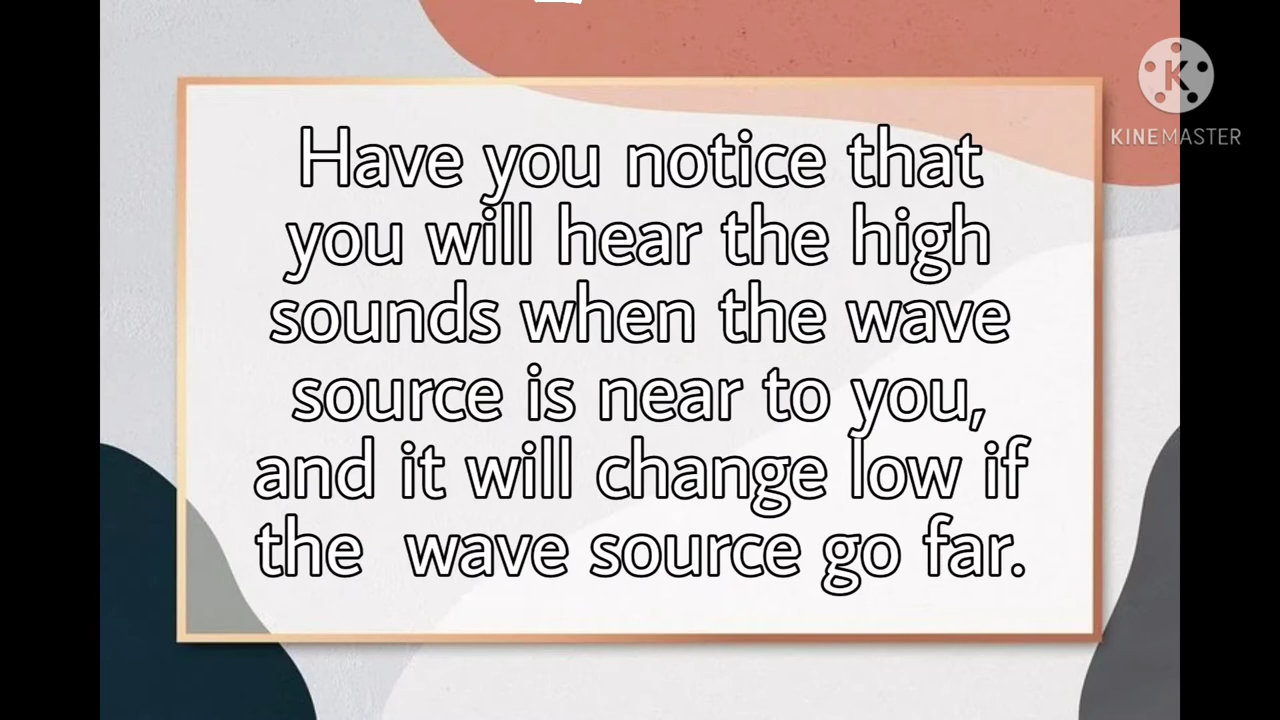 Have you notice that
you will hear the high
sounds when the wave
source is near to you,
and it will change low if
the wave source go far.
K
KINEMASTER